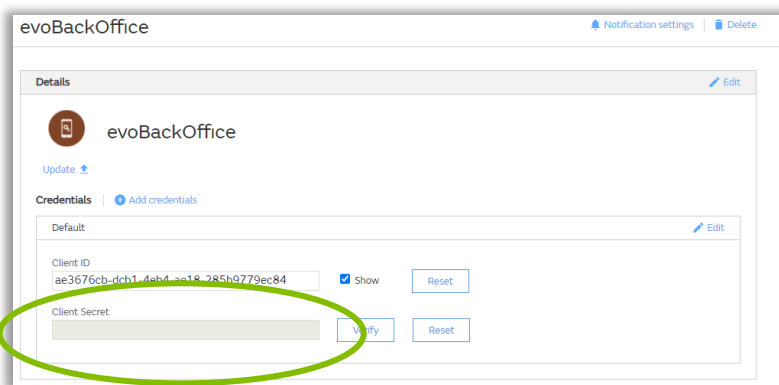 evoBackOffice
Notification settings
Delete
Details
Edit
evoBackOffice
Update
Credentials
Add credentials
Default
Edit
Client ID
ae3676cb-dcb1-4eb4-ae18-285b9779ec84
Show
Reset
Client Secret
Verify
Reset